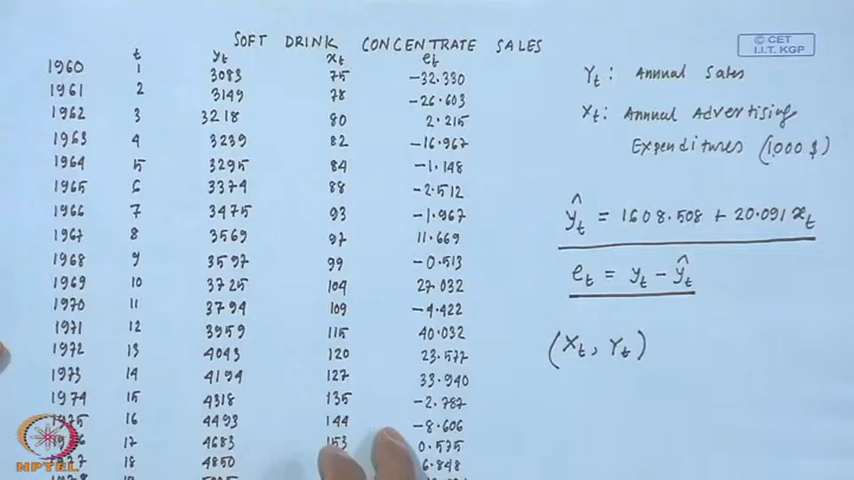 SOFT DRINK CONCENTRATE SALES
© CET
I.I.T. KGP
t yt xt et
1960 1 3083 75 -32.330
1961 2 3149 78 -26.603
1962 3 3218 80 2.215
1963 4 3239 82 -16.967
1964 5 3295 84 -1.148
1965 6 3374 88 -2.512
1966 7 3475 93 -1.967
1967 8 3569 97 11.669
1968 9 3597 99 -0.513
1969 10 3725 104 27.032
1970 11 3794 109 -4.422
1971 12 3959 115 40.032
1972 13 4043 120 23.577
1973 14 4194 127 33.940
1974 15 4318 135 -2.787
1975 16 4493 144 -8.606
17 4683 153 0.575
18 4850 6.848
Yt : Annual Sales
Xt : Annual Advertising
Expenditures (1000 $)
ŷt = 1608.508 + 20.091 xt
et = yt - ŷt
(Xt, Yt)
NPTEL